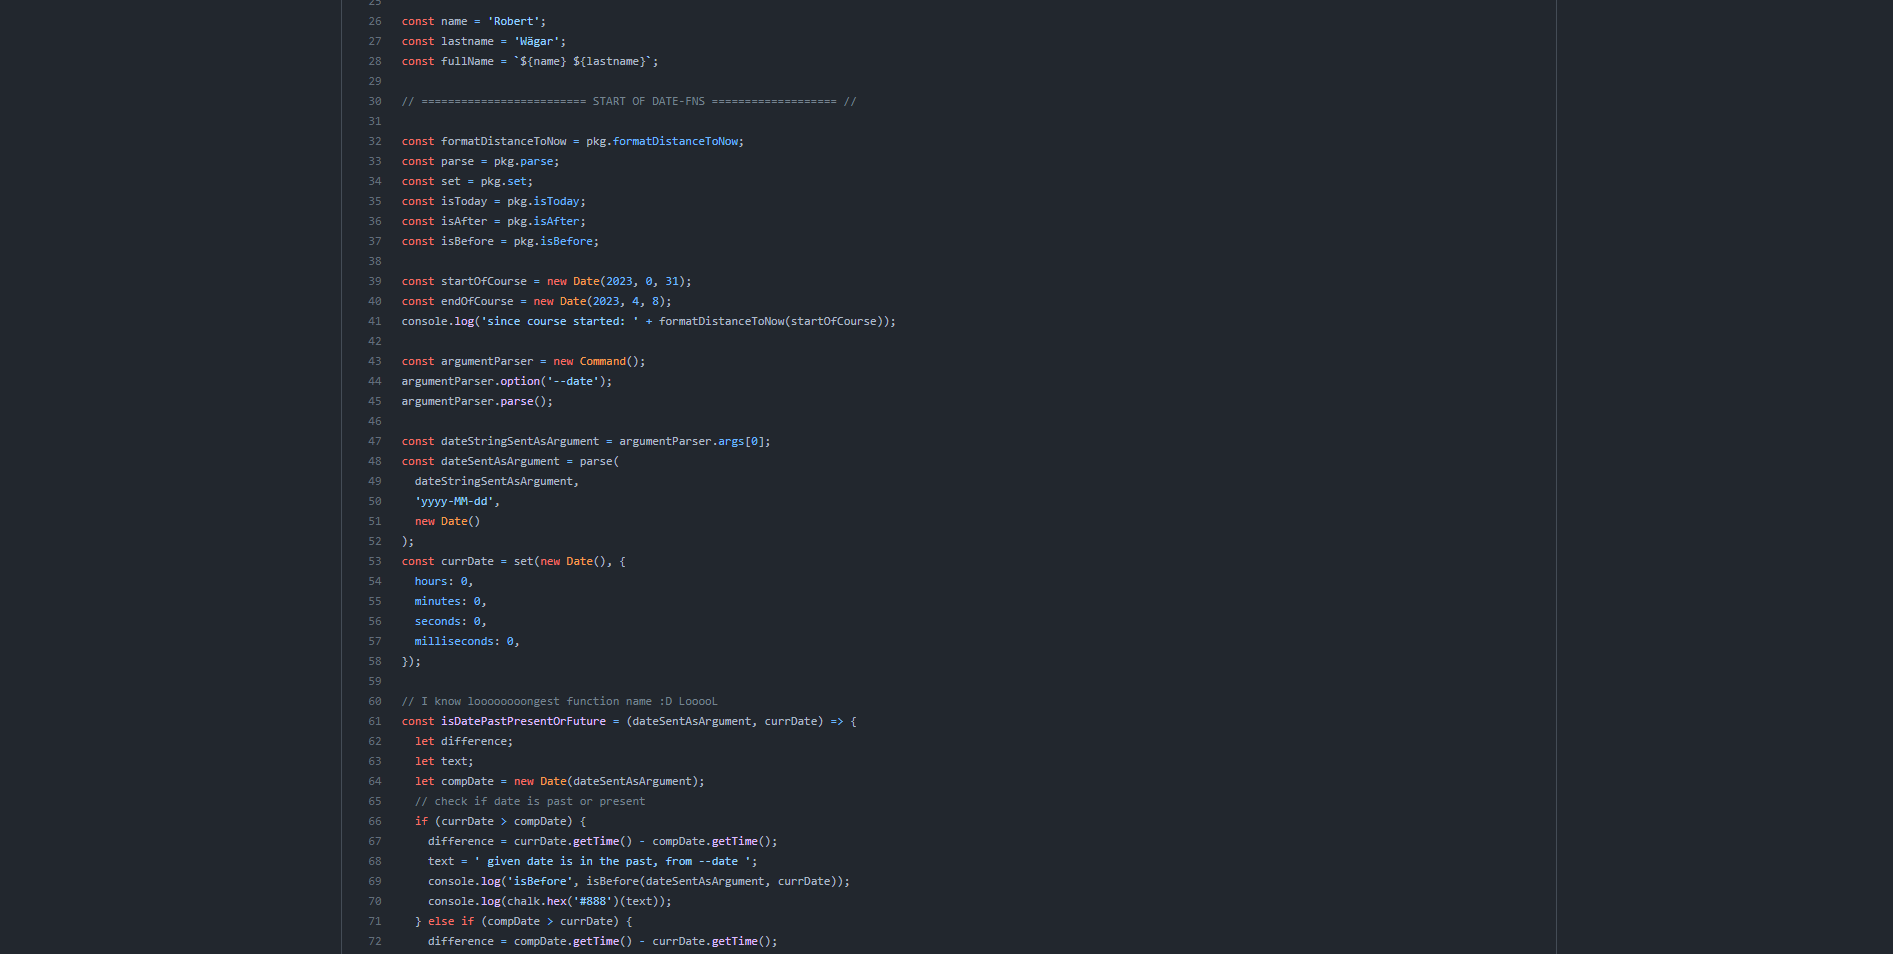 25
26 const name = 'Robert';
27 const lastname = 'Wägar';
28 const fullName = `${name} ${lastname}`;
29
30 // ========================= START OF DATE-FNS =================== //
31
32 const formatDistanceToNow = pkg.formatDistanceToNow;
33 const parse = pkg.parse;
34 const set = pkg.set;
35 const isToday = pkg.isToday;
36 const isAfter = pkg.isAfter;
37 const isBefore = pkg.isBefore;
38
39 const startOfCourse = new Date(2023, 0, 31);
40 const endOfCourse = new Date(2023, 4, 8);
41 console.log('since course started: ' + formatDistanceToNow(startOfCourse));
42
43 const argumentParser = new Command();
44 argumentParser.option('--date');
45 argumentParser.parse();
46
47 const dateStringSentAsArgument = argumentParser.args[0];
48 const dateSentAsArgument = parse(
49   dateStringSentAsArgument,
50   'yyyy-MM-dd',
51   new Date()
52 );
53 const currDate = set(new Date(), {
54   hours: 0,
55   minutes: 0,
56   seconds: 0,
57   milliseconds: 0,
58 });
59
60 // I know loooooooongest function name :D LooooL
61 const isDatePastPresentOrFuture = (dateSentAsArgument, currDate) => {
62   let difference;
63   let text;
64   let compDate = new Date(dateSentAsArgument);
65   // check if date is past or present
66   if (currDate > compDate) {
67     difference = currDate.getTime() - compDate.getTime();
68     text = ' given date is in the past, from --date ';
69     console.log('isBefore', isBefore(dateSentAsArgument, currDate));
70     console.log(chalk.hex('#888')(text));
71   } else if (compDate > currDate) {
72     difference = compDate.getTime() - currDate.getTime();